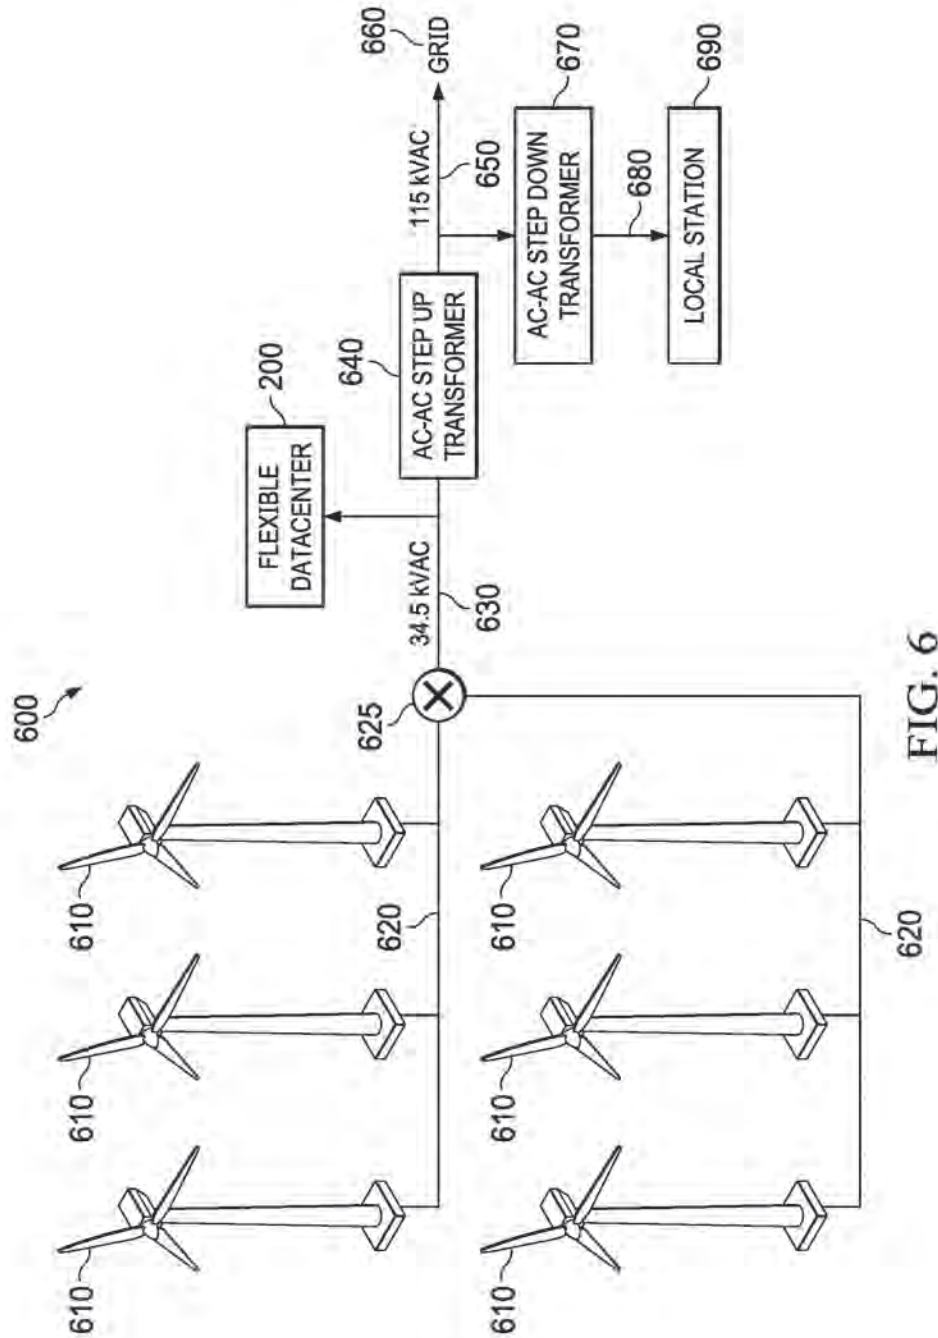 600
610
610
610
620
625
34.5 kVAC
630
FLEXIBLE
DATACENTER
200
AC-AC STEP UP
TRANSFORMER
640
115 kVAC
650
660
GRID
AC-AC STEP DOWN
TRANSFORMER
670
680
LOCAL STATION
690
610
610
610
620
FIG. 6